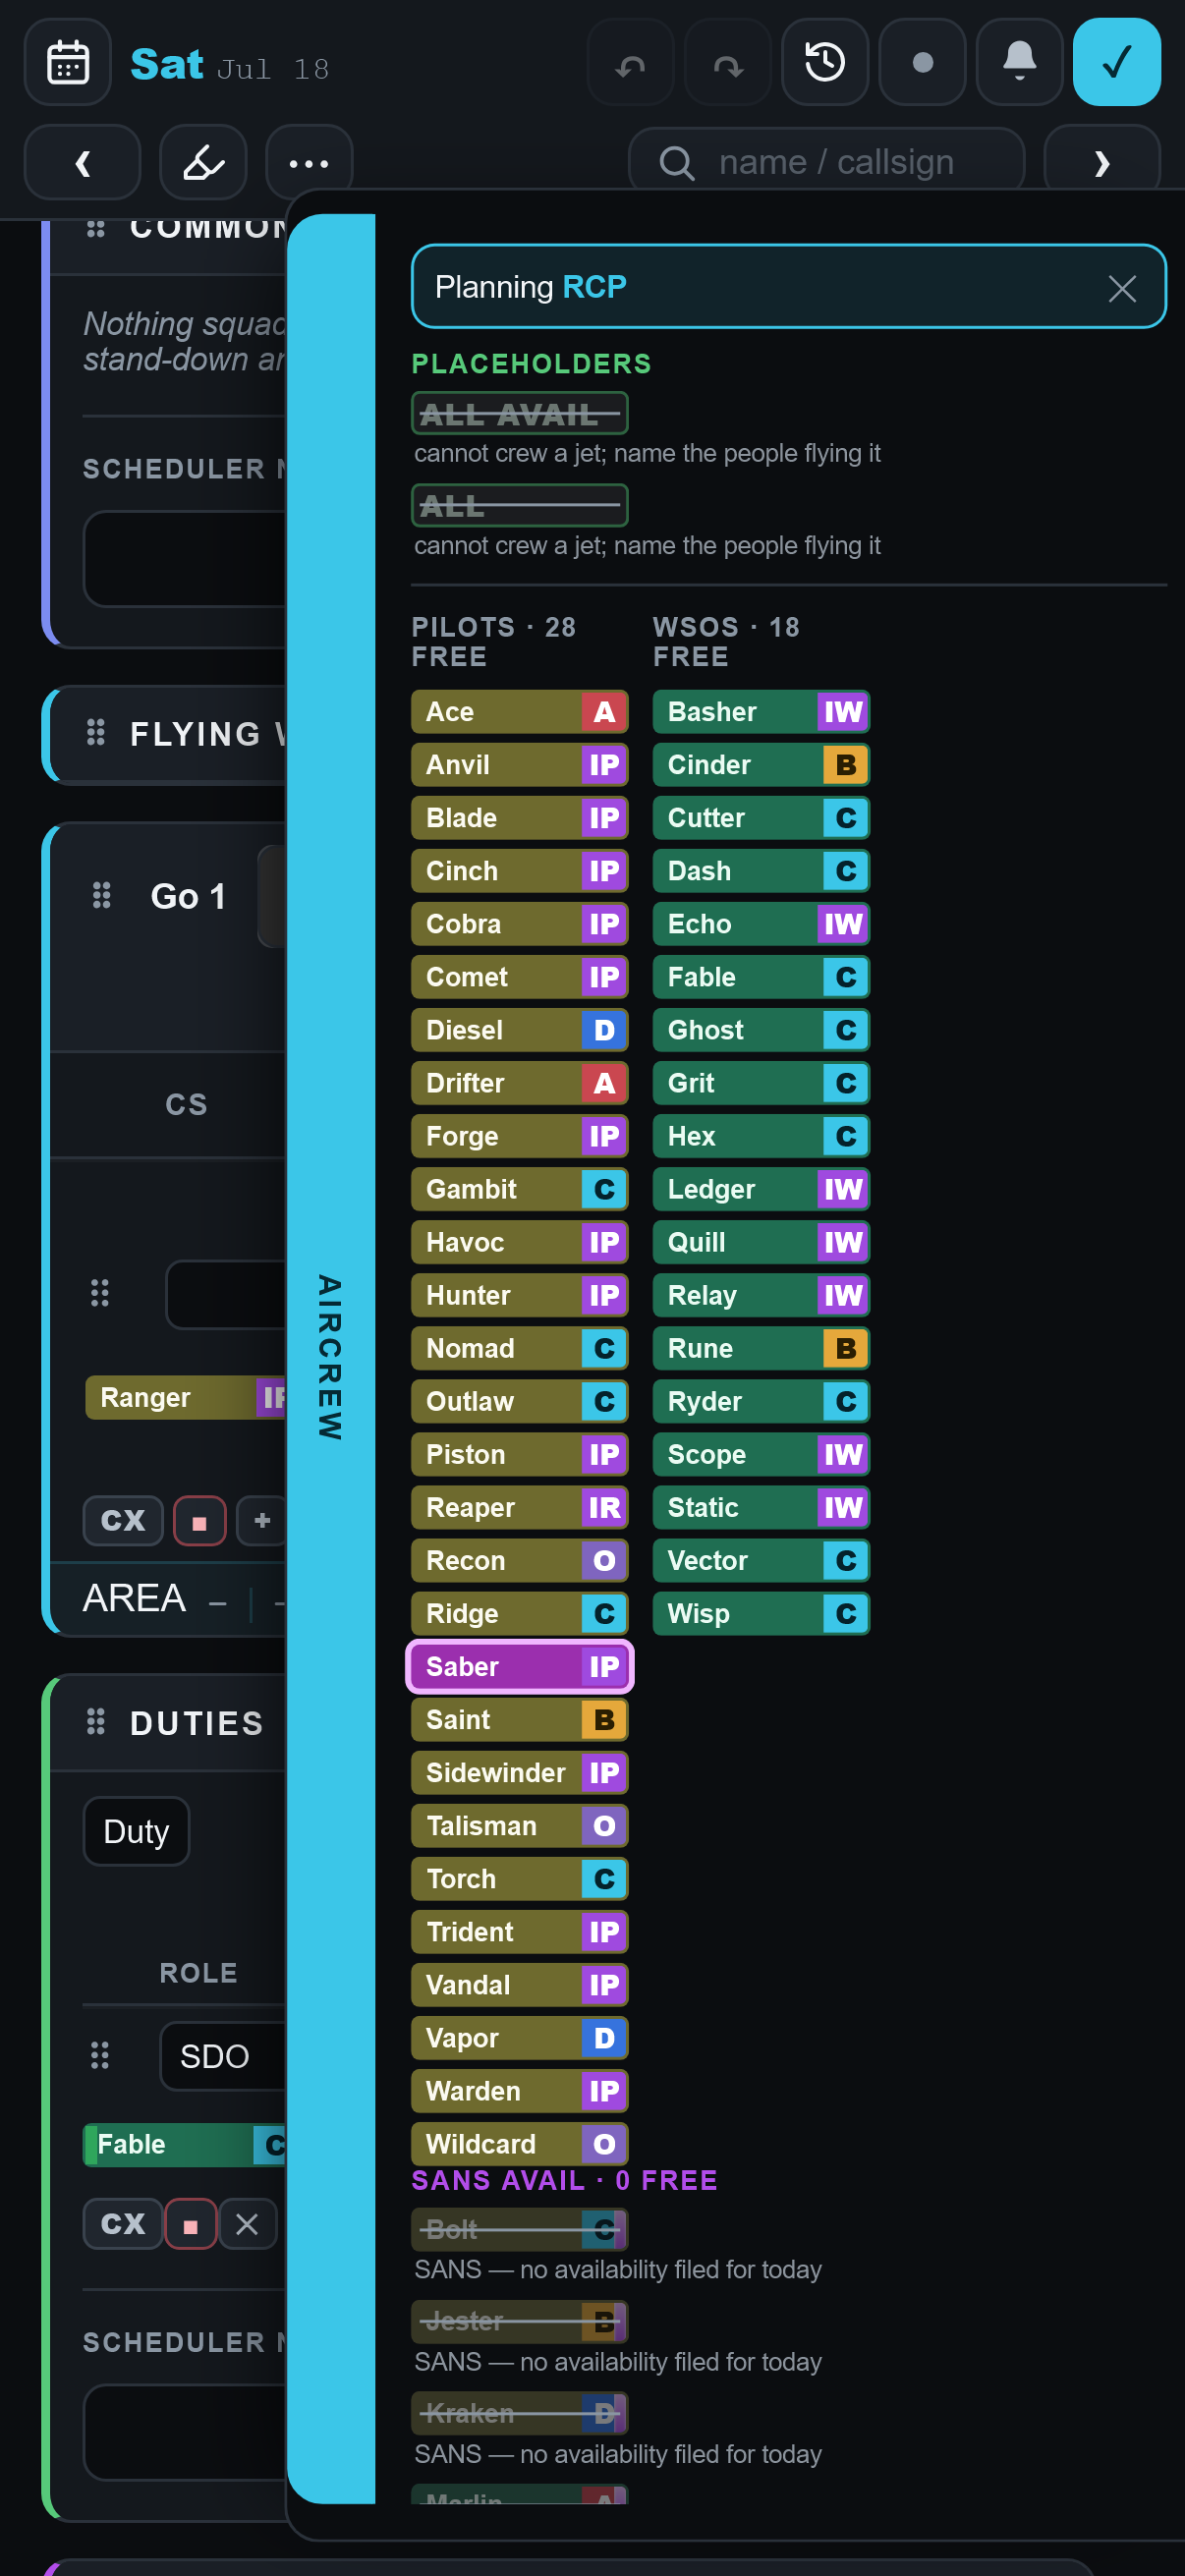 Sat Jul 18
name / callsign
COMMON
Planning RCP
Nothing squad
stand-down
PLACEHOLDERS
ALL AVAIL
cannot crew a jet; name the people flying it
ALL
cannot crew a jet; name the people flying it
SCHEDULER
PILOTS · 28 FREE
WSOS · 18 FREE
Ace A
Basher IW
Anvil IP
Cinder B
Blade IP
Cutter C
Cinch IP
Dash C
Cobra IP
Echo IW
Comet IP
Fable C
Diesel D
Ghost C
Drifter A
Grit C
Forge IP
Hex C
Gambit C
Ledger IW
Havoc IP
Quill IW
Hunter IP
Relay IW
Nomad C
Rune B
Outlaw C
Ryder C
Piston IP
Scope IW
Reaper IR
Static IW
Recon O
Vector C
Ridge C
Wisp C
Saber IP
Saint B
Sidewinder IP
Talisman O
Torch C
Trident IP
Vandal IP
Vapor D
Warden IP
Wildcard O
SANS AVAIL · 0 FREE
Bolt C
SANS — no availability filed for today
Jester B
SANS — no availability filed for today
Kraken D
SANS — no availability filed for today
Marlin A
AIRCREW
FLYING
Go 1
CS
Ranger
CX
+
AREA – | –
DUTIES
Duty
ROLE
SDO
Fable C
CX
SCHEDULER